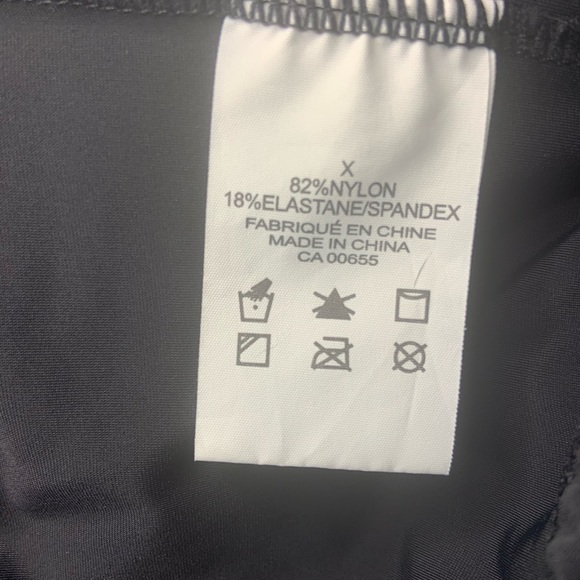 X
82%NYLON
18%ELASTANE/SPANDEX
FABRIQUÉ EN CHINE
MADE IN CHINA
CA 00655